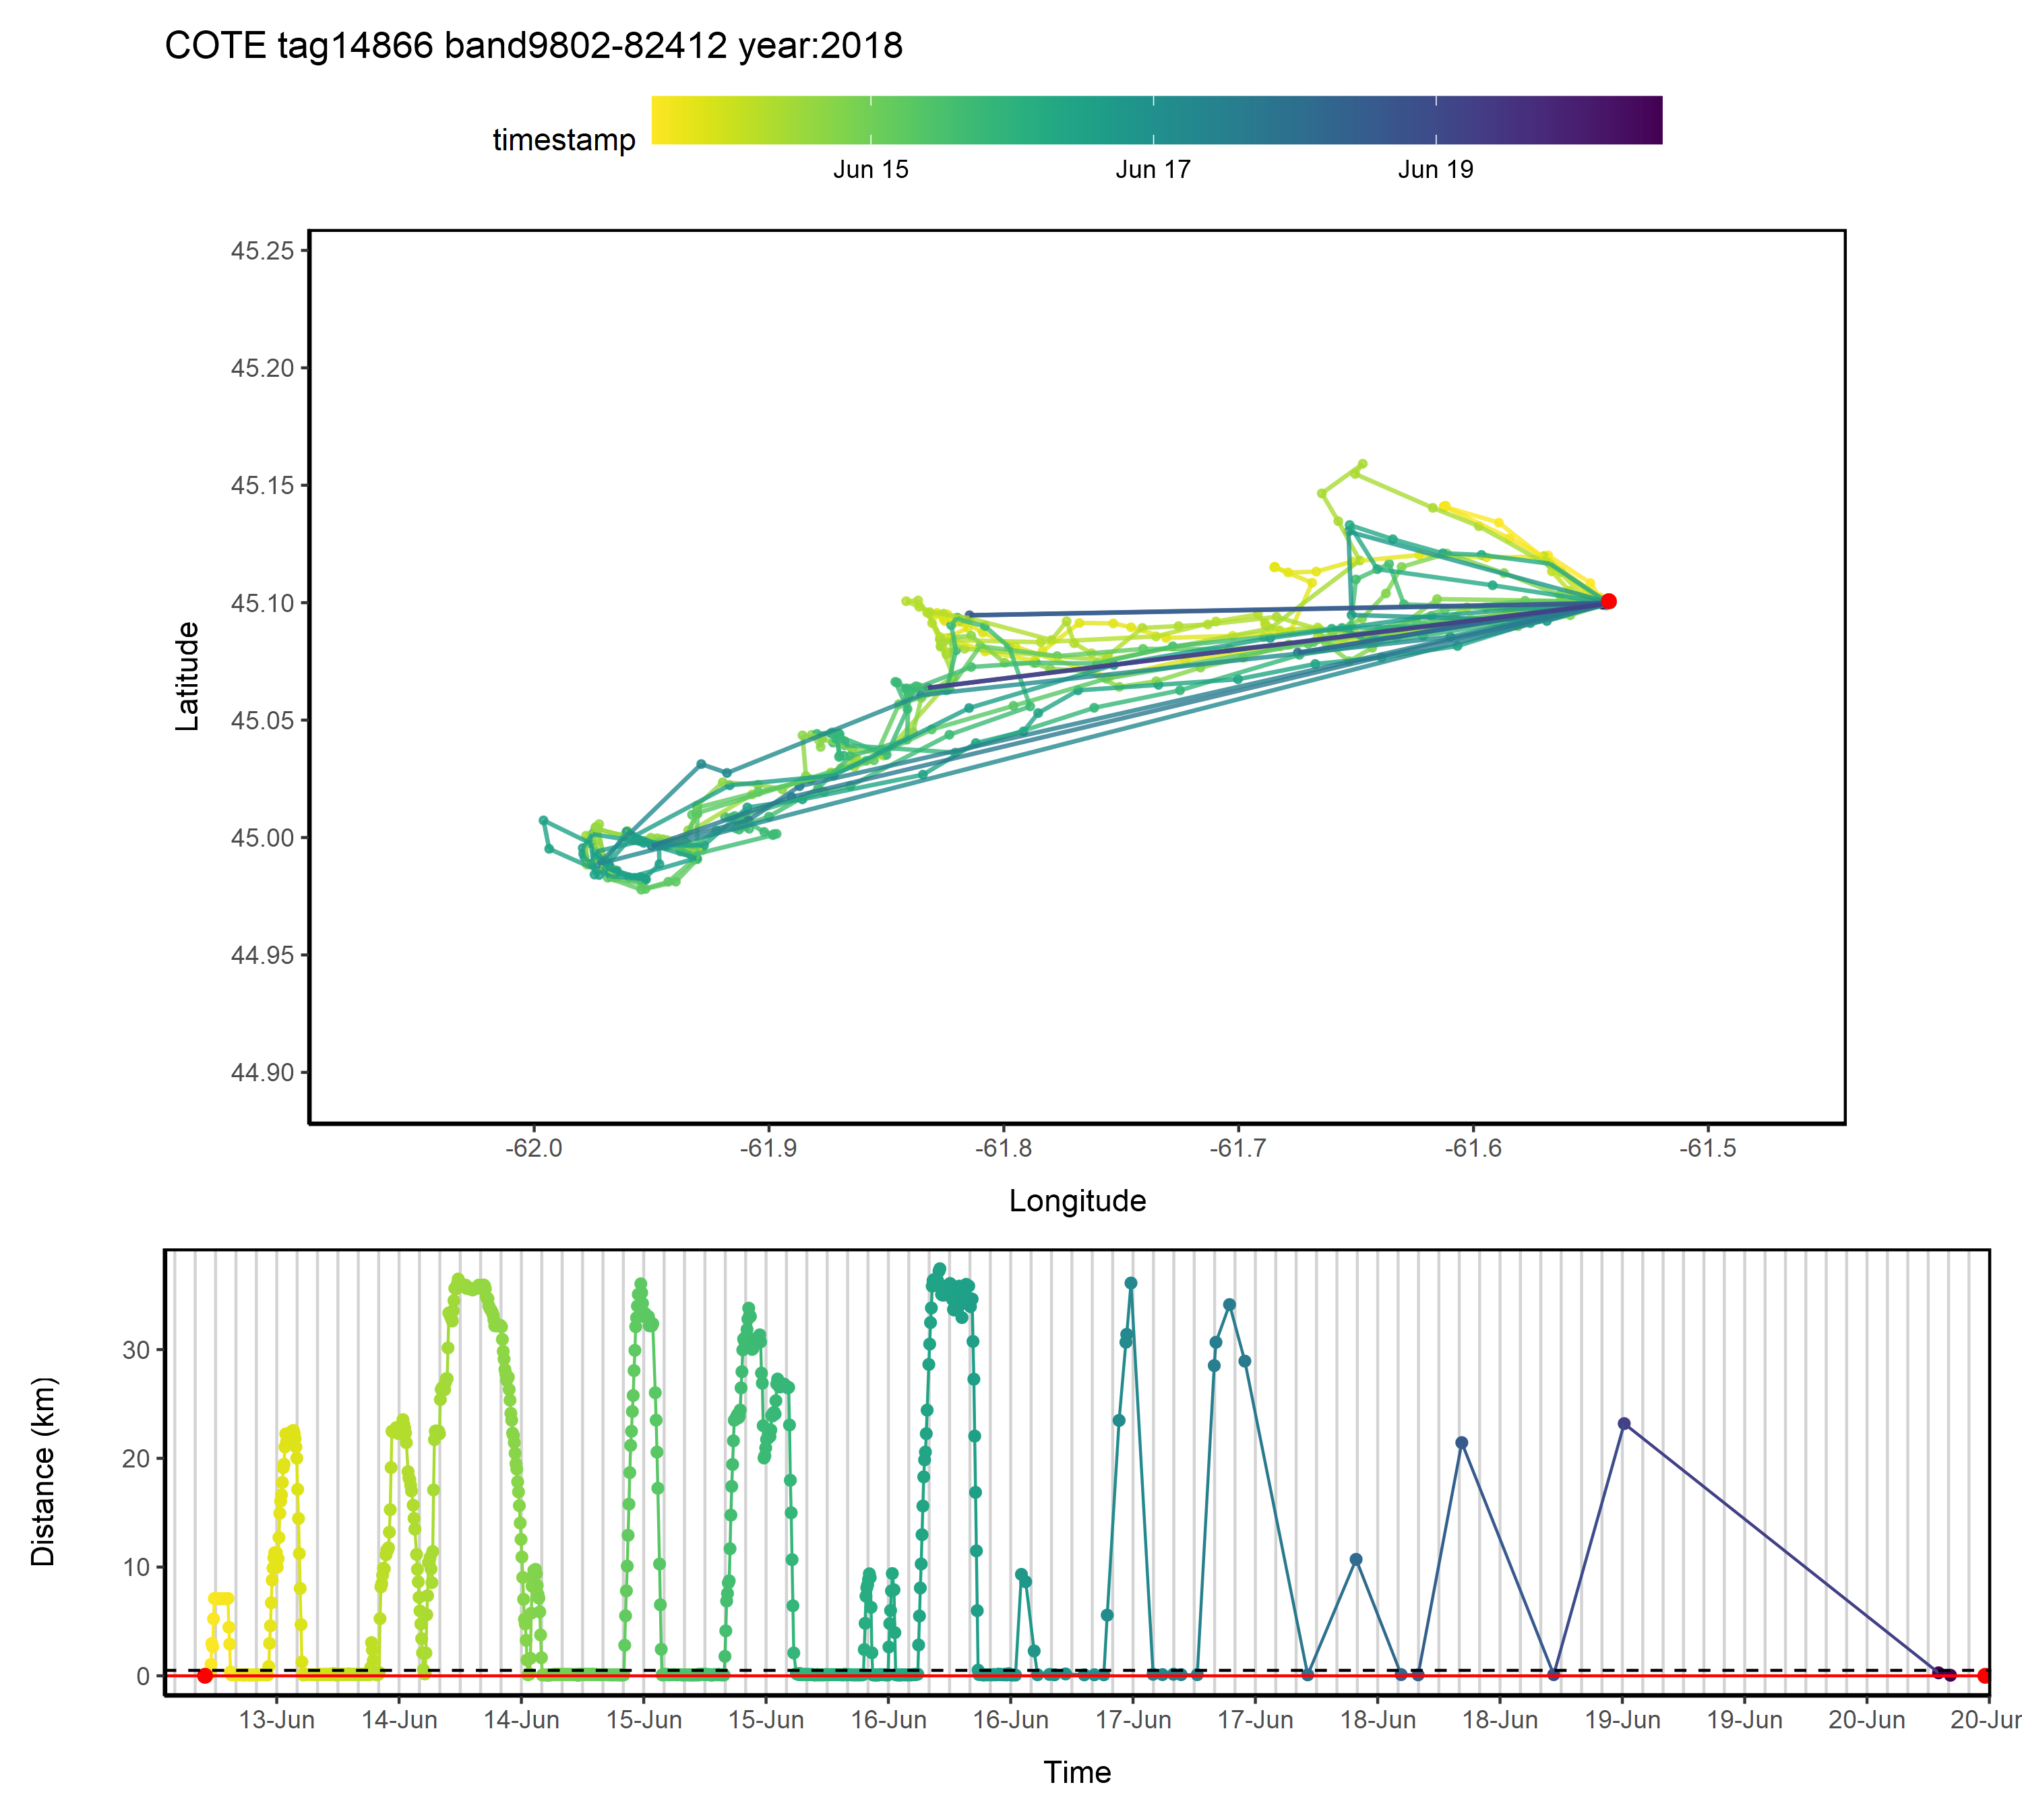 COTE tag14866 band9802-82412 year:2018
timestamp
Jun 15 Jun 17 Jun 19
45.25
45.20
45.15
45.10
45.05
45.00
44.95
44.90
Latitude
-62.0 -61.9 -61.8 -61.7 -61.6 -61.5
Longitude
30
20
10
0
Distance (km)
13-Jun 14-Jun 14-Jun 15-Jun 15-Jun 16-Jun 16-Jun 17-Jun 17-Jun 18-Jun 18-Jun 19-Jun 19-Jun 20-Jun 20-Jur
Time